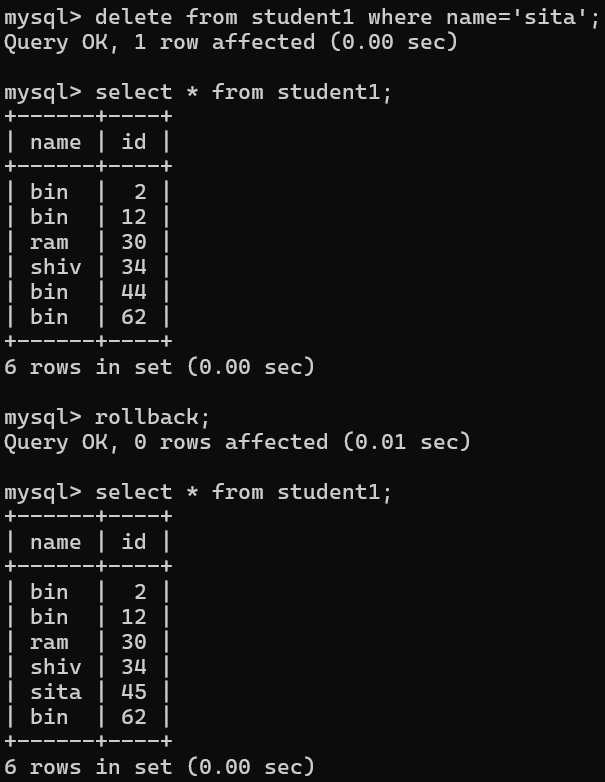 mysql> delete from student1 where name='sita';
Query OK, 1 row affected (0.00 sec)

mysql> select * from student1;
+------+----+
| name | id |
+------+----+
| bin  |  2 |
| bin  | 12 |
| ram  | 30 |
| shiv | 34 |
| bin  | 44 |
| bin  | 62 |
+------+----+
6 rows in set (0.00 sec)

mysql> rollback;
Query OK, 0 rows affected (0.01 sec)

mysql> select * from student1;
+------+----+
| name | id |
+------+----+
| bin  |  2 |
| bin  | 12 |
| ram  | 30 |
| shiv | 34 |
| sita | 45 |
| bin  | 62 |
+------+----+
6 rows in set (0.00 sec)